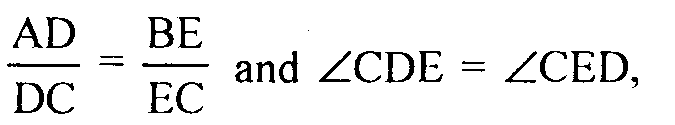 AD/DC = BE/EC and ∠CDE = ∠CED,